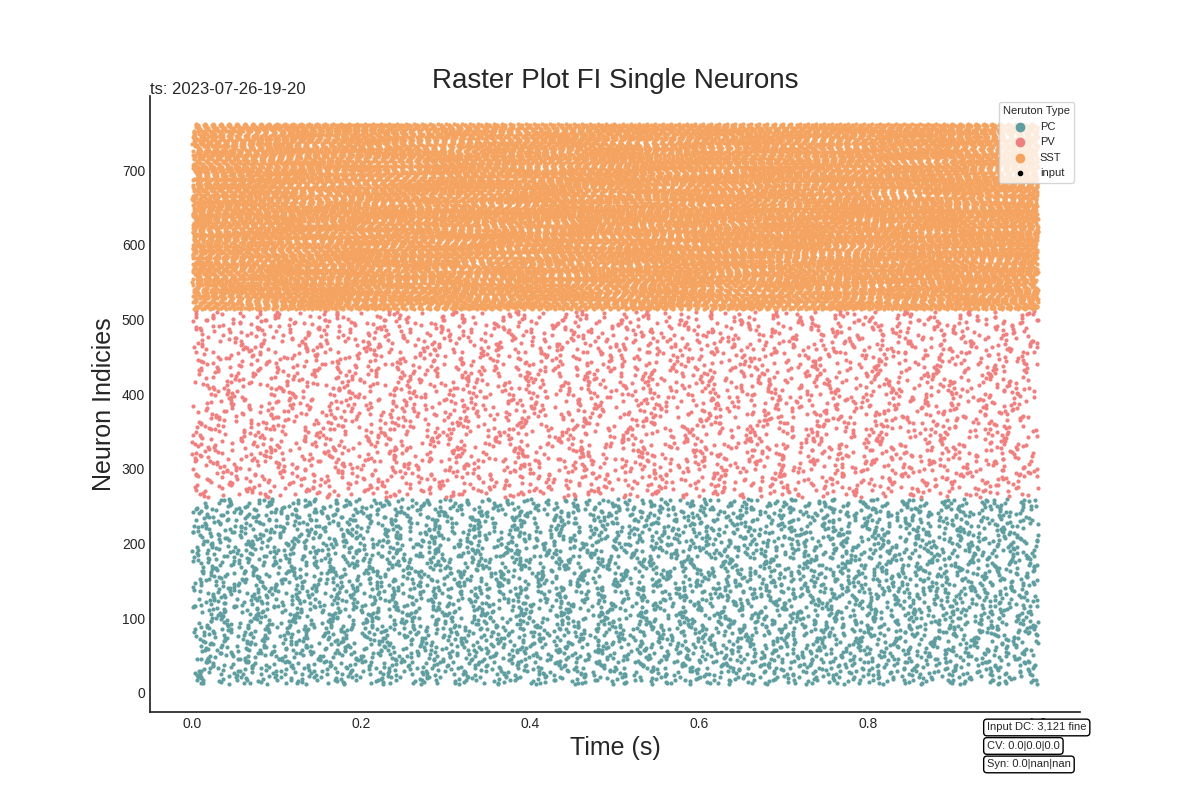 Raster Plot FI Single Neurons
ts: 2023-07-26-19-20
Neruton Type
PC
PV
SST
input
Neuron Indicies
700
600
500
400
300
200
100
0
0.0 0.2 0.4 0.6 0.8
Time (s)
Input DC: 3,121 fine
CV: 0.0|0.0|0.0
Syn: 0.0|nan|nan